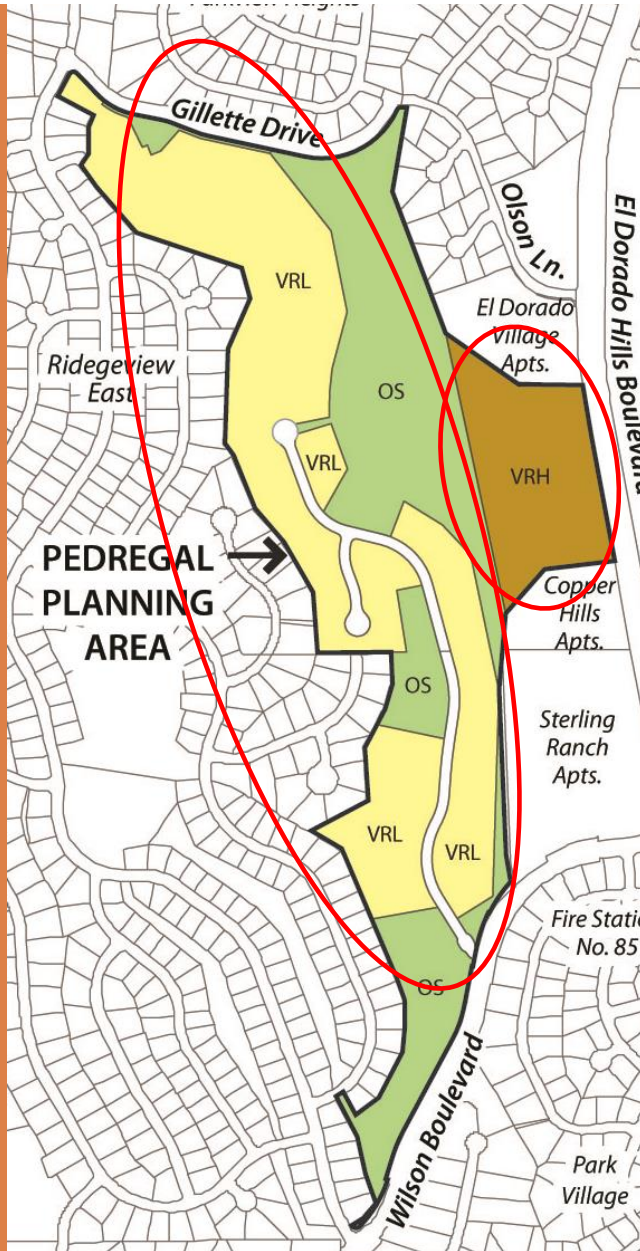 Gillette Drive
Olson Ln.
El Dorado Hills Boulevard
El Dorado
Village
Apts.
VRL
Ridgeview
East
OS
VRL
VRH
PEDREGAL
PLANNING
AREA
Copper
Hills
Apts.
OS
Sterling
Ranch
Apts.
VRL
VRL
Fire Stati
No. 85
OS
Wilson Boulevard
Park
Village